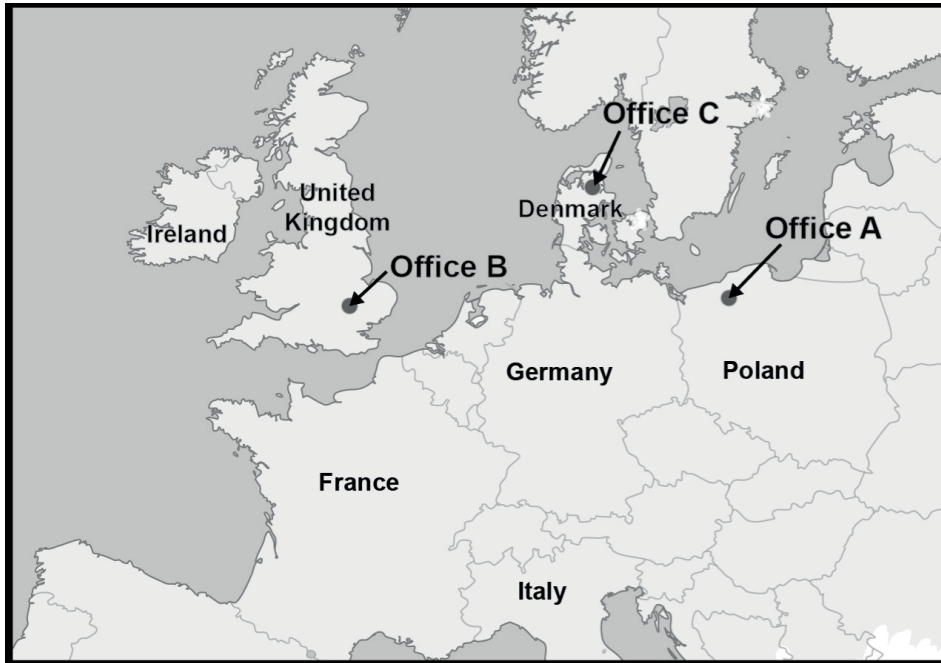 Office C
United
Kingdom
Denmark
Ireland
Office A
Office B
Germany
Poland
France
Italy